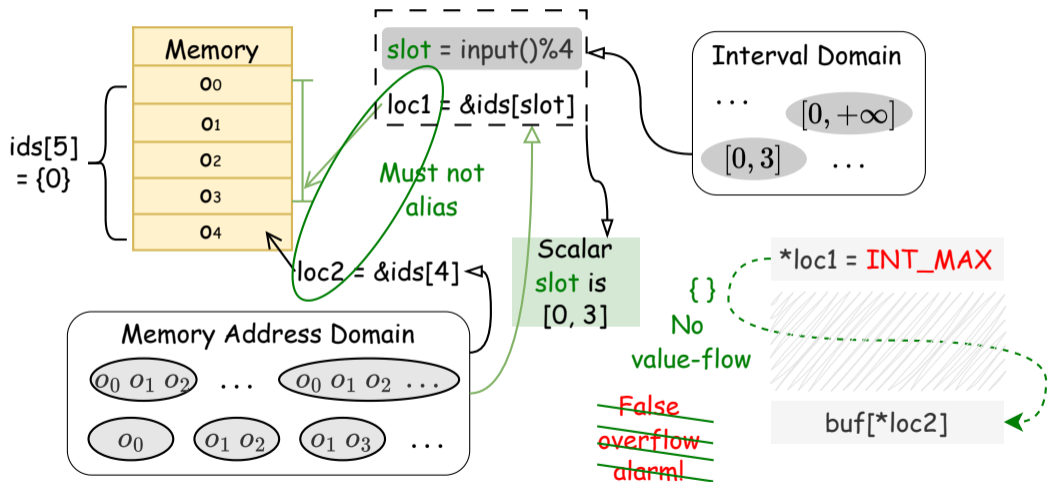 Memory
o0
o1
o2
o3
o4
ids[5]
= {0}
slot = input()%4
loc1 = &ids[slot]
Must not
alias
loc2 = &ids[4]
Interval Domain
...
[0, +∞]
[0, 3]
...
Scalar
slot is
[0, 3]
Memory Address Domain
o0 o1 o2
...
o0 o1 o2 ...
o0
o1 o2
o1 o3
...
*loc1 = INT_MAX
{ }
No
value-flow
buf[*loc2]
False
overflow
alarm!